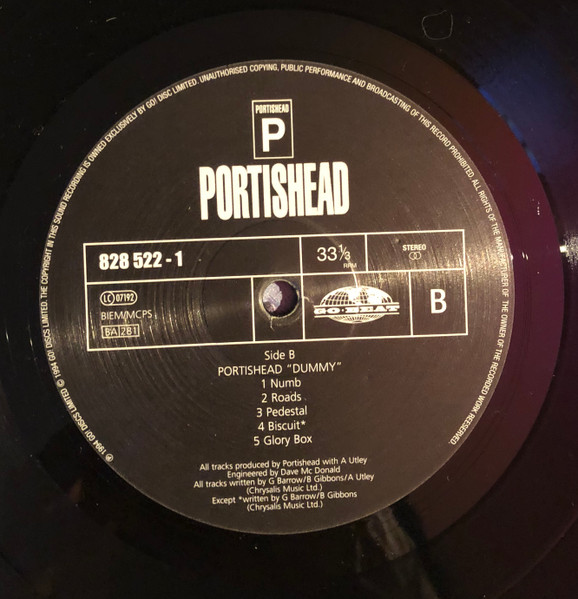 ℗ 1994 GO! DISCS LIMITED © 1994 GO! DISCS LIMITED. THE COPYRIGHT IN THIS SOUND RECORDING IS OWNED EXCLUSIVELY BY GO! DISC LIMITED. UNAUTHORISED COPYING, PUBLIC PERFORMANCE AND BROADCASTING OF THIS RECORD PROHIBITED. ALL RIGHTS OF THE MANUFACTURER OF THE OWNER OF THE RECORDED WORK RESERVED.
PORTISHEAD
P
PORTISHEAD
828 522 - 1
33 1/3 RPM
STEREO
LC 07192
BIEM/MCPS
BA 281
GO·BEAT
B
Side B
PORTISHEAD "DUMMY"
1 Numb
2 Roads
3 Pedestal
4 Biscuit*
5 Glory Box
All tracks produced by Portishead with A Utley
Engineered by Dave Mc Donald
All tracks written by G Barrow/B Gibbons/A Utley
(Chrysalis Music Ltd.)
Except *written by G Barrow/B Gibbons
(Chrysalis Music Ltd.)